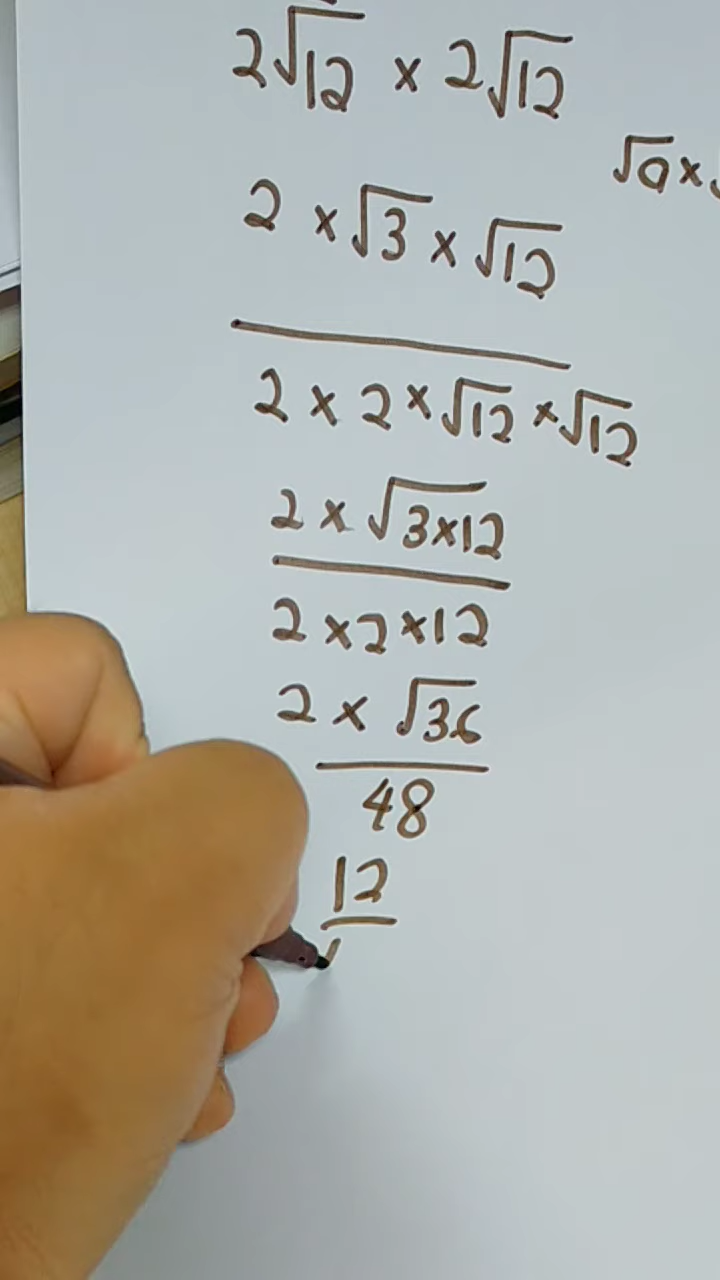 2√12 × 2√12
√a ×
2 × √3 × √12
2 × 2 × √12 × √12
2 × √3×12
2 × 2 × 12
2 × √36
48
12